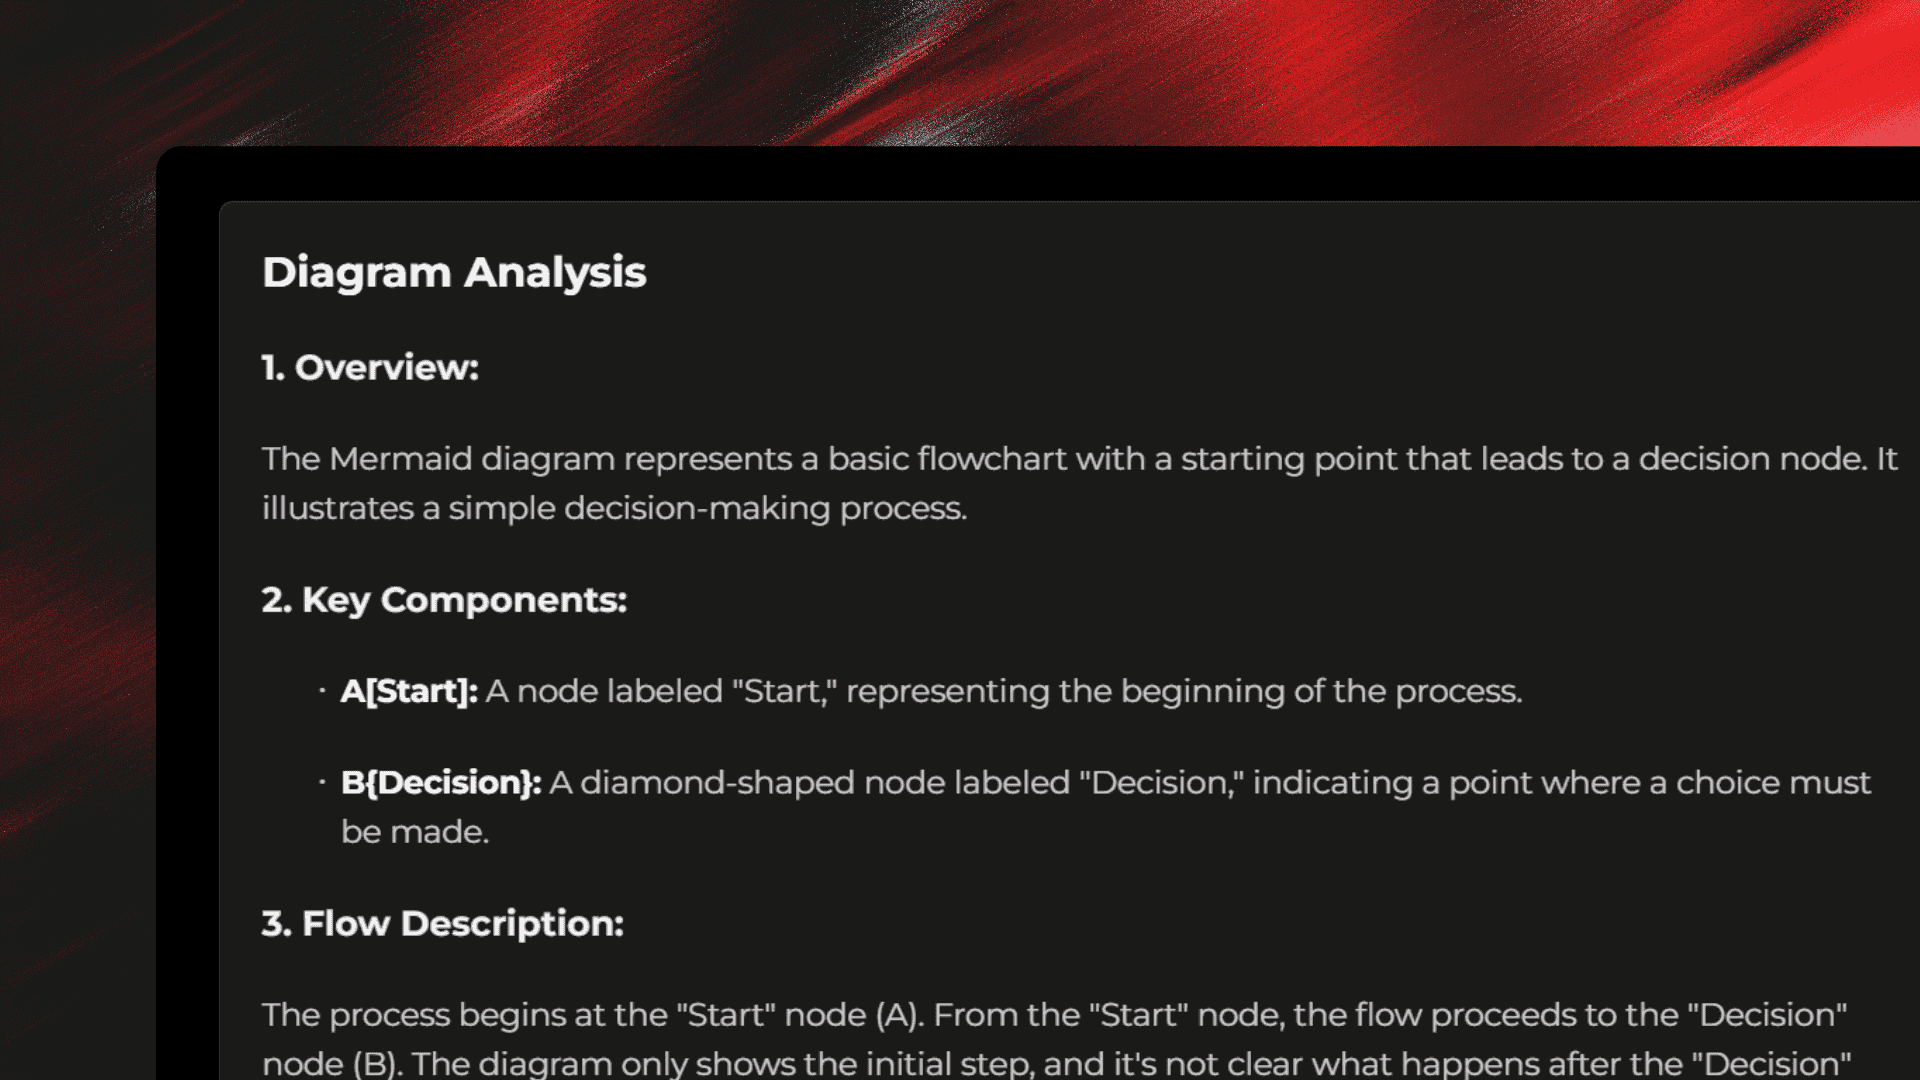 Diagram Analysis
1. Overview:
The Mermaid diagram represents a basic flowchart with a starting point that leads to a decision node. It
illustrates a simple decision-making process.
2. Key Components:
· A[Start]: A node labeled "Start," representing the beginning of the process.
· B{Decision}: A diamond-shaped node labeled "Decision," indicating a point where a choice must
be made.
3. Flow Description:
The process begins at the "Start" node (A). From the "Start" node, the flow proceeds to the "Decision"
node (B). The diagram only shows the initial step, and it's not clear what happens after the "Decision"